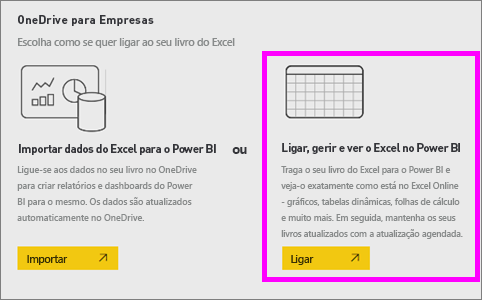 OneDrive para Empresas
Escolha como se quer ligar ao seu livro do Excel
Importar dados do Excel para o Power BI
Ligue-se aos dados no seu livro no OneDrive
para criar relatórios e dashboards do Power
BI para o mesmo. Os dados são atualizados
automaticamente no OneDrive.
Importar
ou
Ligar, gerir e ver o Excel no Power BI
Traga o seu livro do Excel para o Power BI e
veja-o exatamente como está no Excel Online
- gráficos, tabelas dinâmicas, folhas de cálculo
e muito mais. Em seguida, mantenha os seus
livros atualizados com a atualização agendada.
Ligar